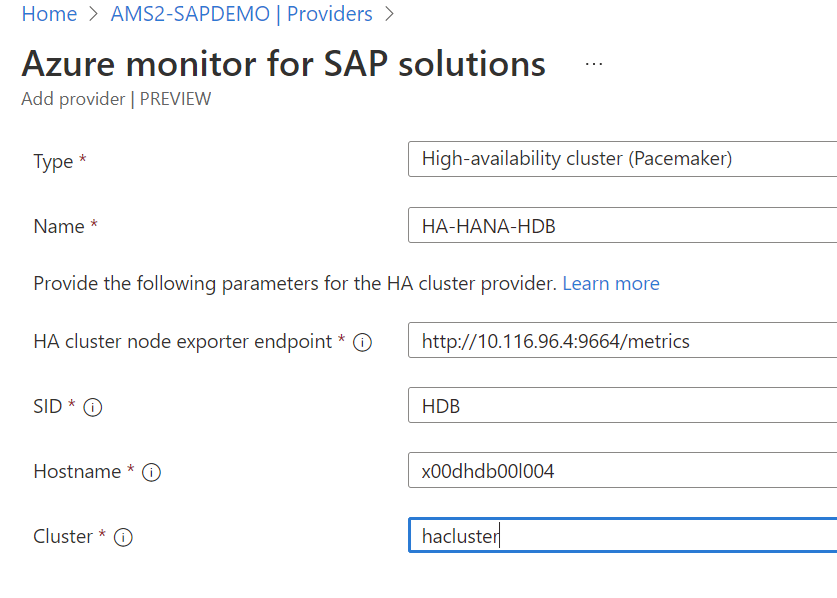 Home > AMS2-SAPDEMO | Providers >
Azure monitor for SAP solutions ...
Add provider | PREVIEW
Type * High-availability cluster (Pacemaker)
Name * HA-HANA-HDB
Provide the following parameters for the HA cluster provider. Learn more
HA cluster node exporter endpoint * http://10.116.96.4:9664/metrics
SID * HDB
Hostname * x00dhdb00l004
Cluster * hacluster